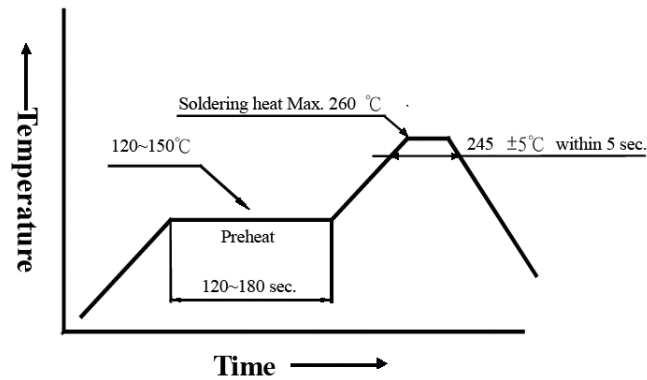 Soldering heat Max. 260 ℃
120~150℃
245 ±5℃ within 5 sec.
Preheat
120~180 sec.
Temperature
Time